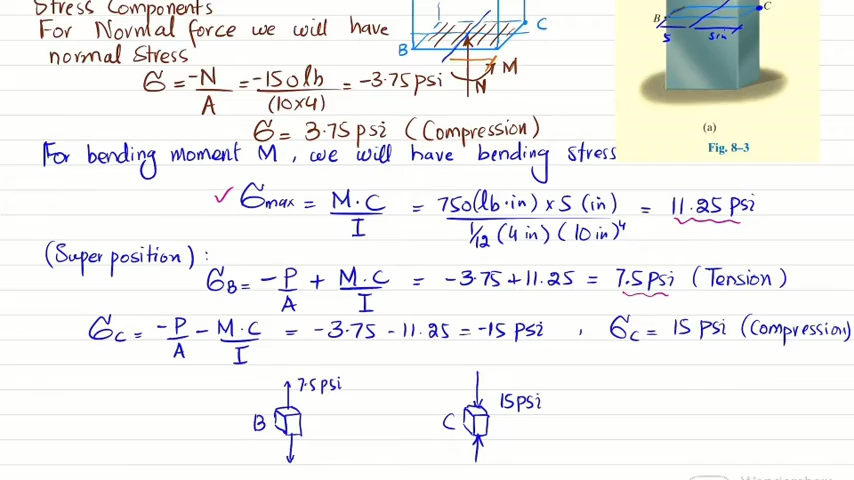 Stress Components
For Normal force we will have
normal Stress
B C
M
N
σ = -N/A = -150 lb/(10x4) = -3.75 psi
σ = 3.75 psi (Compression)
B C
5 5in
(a)
Fig. 8-3
For bending moment M, we will have bending stress
✓ σmax = M.C/I = 750(lb.in) x 5 (in) / 1/12 (4 in) (10 in)^4 = 11.25 psi
(Super position) :
σB = -P/A + M.C/I = -3.75 + 11.25 = 7.5 psi (Tension)
σC = -P/A - M.C/I = -3.75 - 11.25 = -15 psi , σC = 15 psi (Compression)
7.5 psi
15 psi
B
C